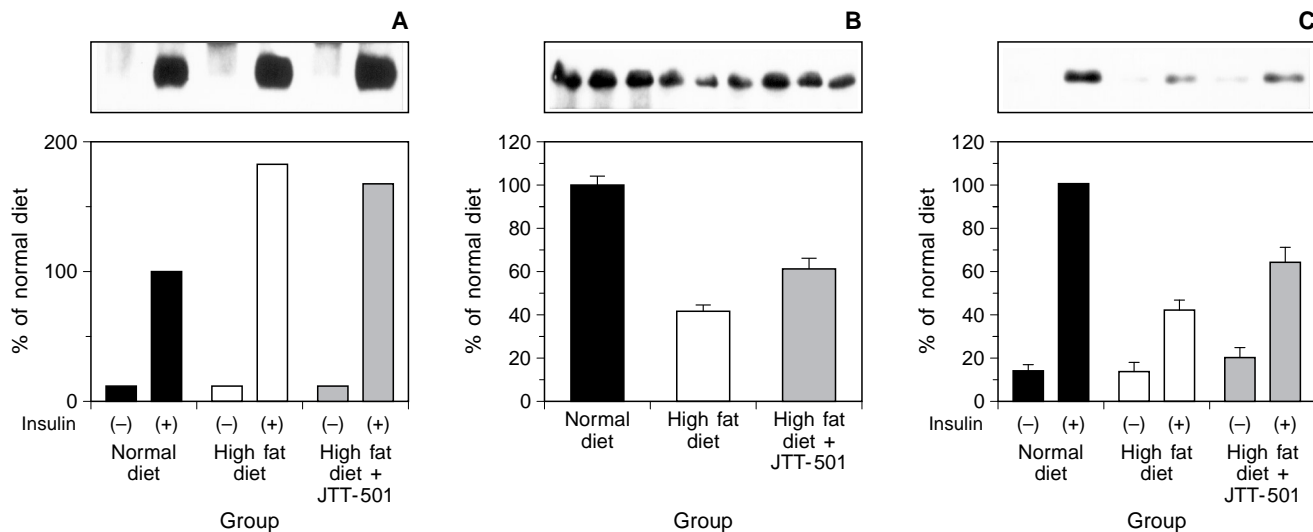 A
200
100
0
% of normal diet
Insulin (–) (+) (–) (+) (–) (+)
Normal diet
High fat diet
High fat diet + JTT-501
Group
B
120
100
80
60
40
20
0
% of normal diet
Normal diet
High fat diet
High fat diet + JTT-501
Group
C
120
100
80
60
40
20
0
% of normal diet
Insulin (–) (+) (–) (+) (–) (+)
Normal diet
High fat diet
High fat diet + JTT-501
Group